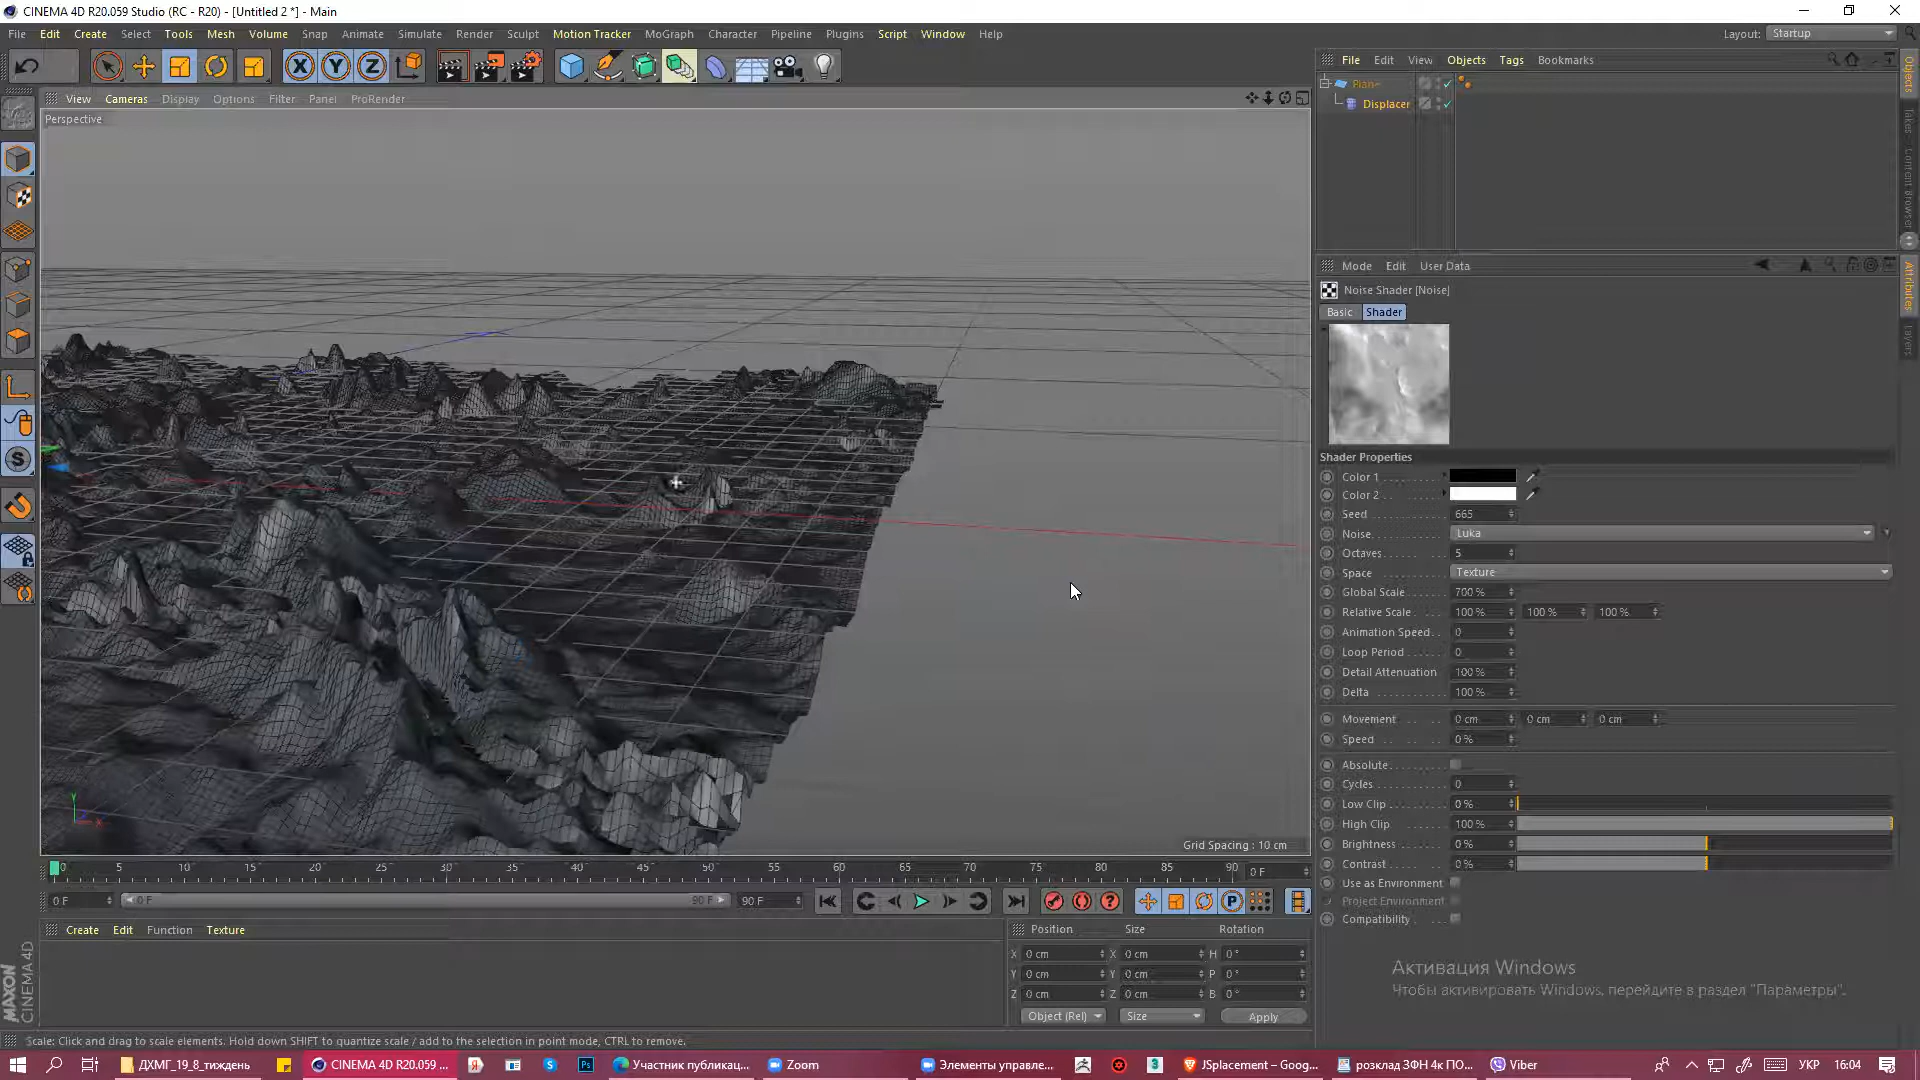 CINEMA 4D R20.059 Studio (RC - R20) - [Untitled 2 *] - Main
File Edit Create Select Tools Mesh Volume Snap Animate Simulate Render Sculpt Motion Tracker MoGraph Character Pipeline Plugins Script Window Help
Layout: Startup
X Y Z
File Edit View Objects Tags Bookmarks
Displacer
Objects
Takes
Content Browser
View Cameras Display Options Filter Panel ProRender
Perspective
Mode Edit User Data
Attributes
Layers
Noise Shader [Noise]
Basic Shader
Shader Properties
Color 1
Color 2
Seed 665
Noise Luka
Octaves 5
Space Texture
Global Scale 700 %
Relative Scale 100 % 100 % 100 %
Animation Speed 0
Loop Period 0
Detail Attenuation 100 %
Delta 100 %
Movement 0 cm 0 cm 0 cm
Speed 0 %
Absolute
Cycles 0
Low Clip 0 %
High Clip 100 %
Brightness 0 %
Contrast 0 %
Use as Environment
Project Environment
Compatibility
Grid Spacing : 10 cm
0 5 10 15 20 25 30 35 40 45 50 55 60 65 70 75 80 85 90 0 F
0 F 0 F 90 F 90 F
Create Edit Function Texture
Position Size Rotation
X 0 cm X 0 cm H 0 °
Y 0 cm Y 0 cm P 0 °
Z 0 cm Z 0 cm B 0 °
Object (Rel) Size Apply
MAXON
CINEMA 4D
Активация Windows
Чтобы активировать Windows, перейдите в раздел "Параметры".
Scale: Click and drag to scale elements. Hold down SHIFT to quantize scale / add to the selection in point mode, CTRL to remove.
ДХМГ_19_8_тиждень CINEMA 4D R20.059 ... Участник публикац... Zoom Элементы управле... JSplacement – Goog... розклад ЗФН 4к ПО... Viber УКР 16:04